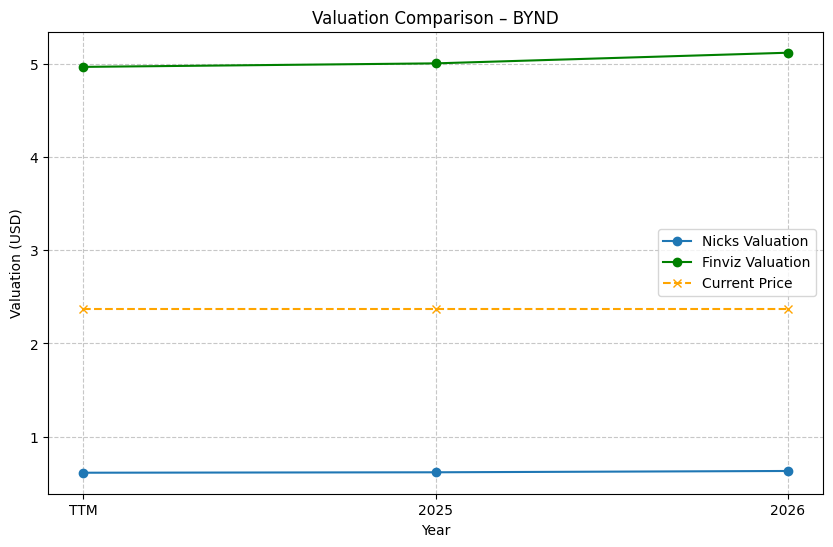 Valuation Comparison – BYND
5
4
3
2
1
Valuation (USD)
Nicks Valuation
Finviz Valuation
Current Price
TTM
2025
2026
Year